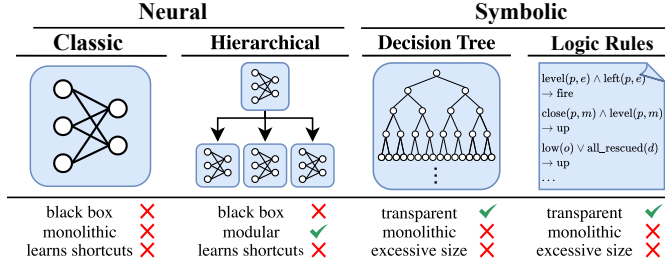 Neural
Symbolic
Classic
Hierarchical
Decision Tree
Logic Rules
level(p, e) ∧ left(p, e)
→ fire
close(p, m) ∧ level(p, m)
→ up
low(o) ∨ all_rescued(d)
→ up
...
black box ✗
monolithic ✗
learns shortcuts ✗
black box ✗
modular ✓
learns shortcuts ✗
transparent ✓
monolithic ✗
excessive size ✗
transparent ✓
monolithic ✗
excessive size ✗